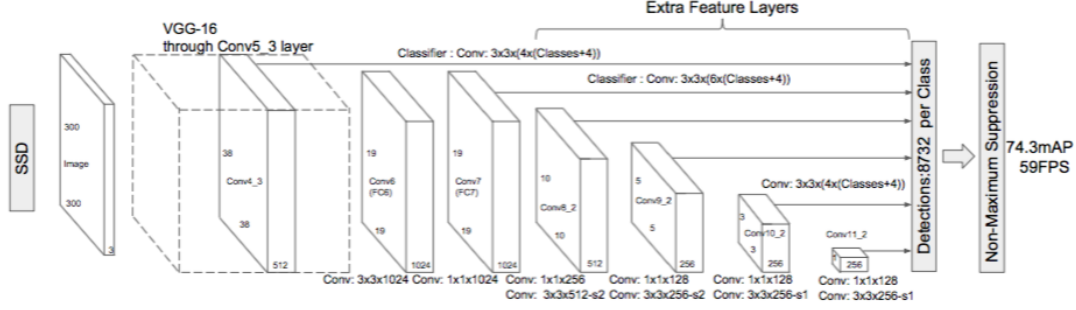 Extra Feature Layers
VGG-16
through Conv5_3 layer
Classifier : Conv: 3x3x(4x(Classes+4))
Classifier : Conv: 3x3x(6x(Classes+4))
SSD
300
Image
300
3
38
Conv4_3
38
512
19
Conv6
(FC6)
19
1024
19
Conv7
(FC7)
19
1024
10
Conv8_2
10
512
5
Conv9_2
5
256
Conv: 3x3x(4x(Classes+4))
3
Conv10_2
3
256
Conv11_2
1
256
Detections:8732 per Class
Non-Maximum Suppression
74.3mAP
59FPS
Conv: 3x3x1024
Conv: 1x1x1024
Conv: 1x1x256
Conv: 3x3x512-s2
Conv: 1x1x128
Conv: 3x3x256-s2
Conv: 1x1x128
Conv: 3x3x256-s1
Conv: 1x1x128
Conv: 3x3x256-s1